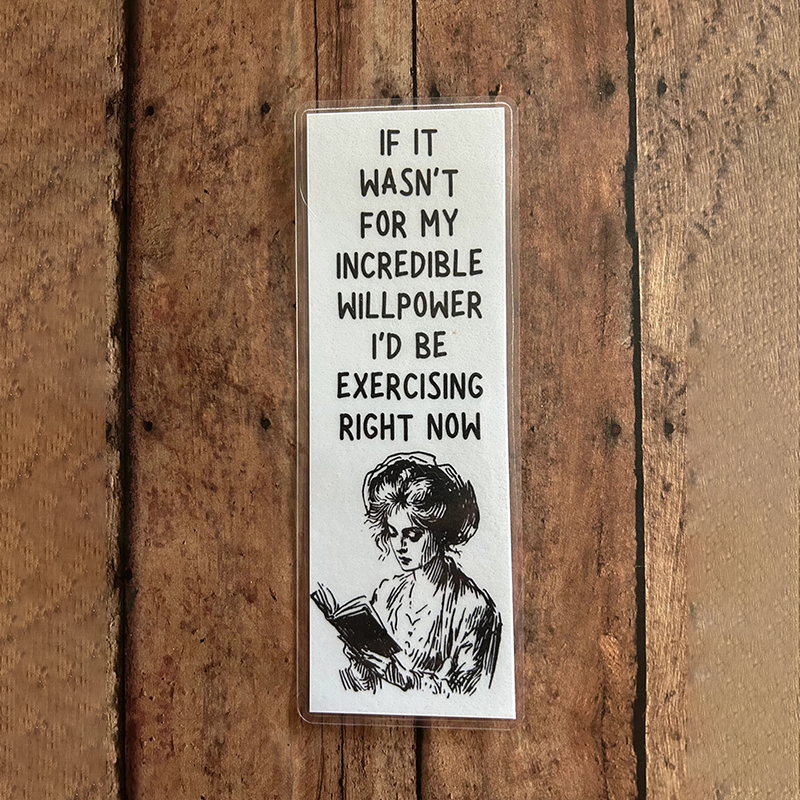 IF IT
WASN'T
FOR MY
INCREDIBLE
WILLPOWER
I'D BE
EXERCISING
RIGHT NOW